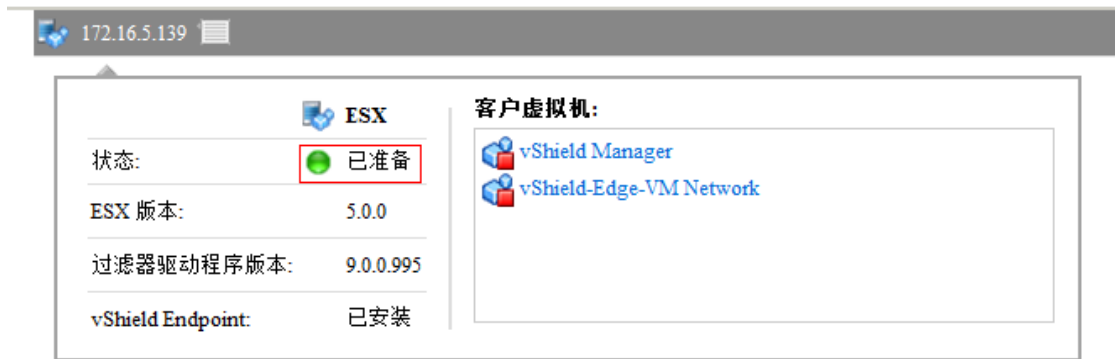 172.16.5.139
ESX
状态: 已准备
ESX 版本: 5.0.0
过滤器驱动程序版本: 9.0.0.995
vShield Endpoint: 已安装
客户虚拟机:
vShield Manager
vShield-Edge-VM Network